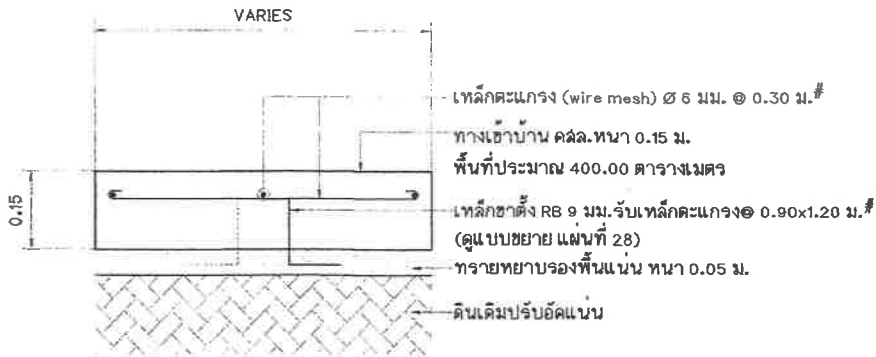 VARIES
เหล็กตะแกรง (wire mesh) Ø 6 มม. @ 0.30 ม.#
ทางเข้าบ้าน คสล.หนา 0.15 ม.
พื้นที่ประมาณ 400.00 ตารางเมตร
0.15
เหล็กขาตั้ง RB 9 มม.รับเหล็กตะแกรง@ 0.90x1.20 ม.#
(ดูแบบขยาย แผ่นที่ 28)
ทรายหยาบรองพื้นแน่น หนา 0.05 ม.
ดินเดิมปรับอัดแน่น